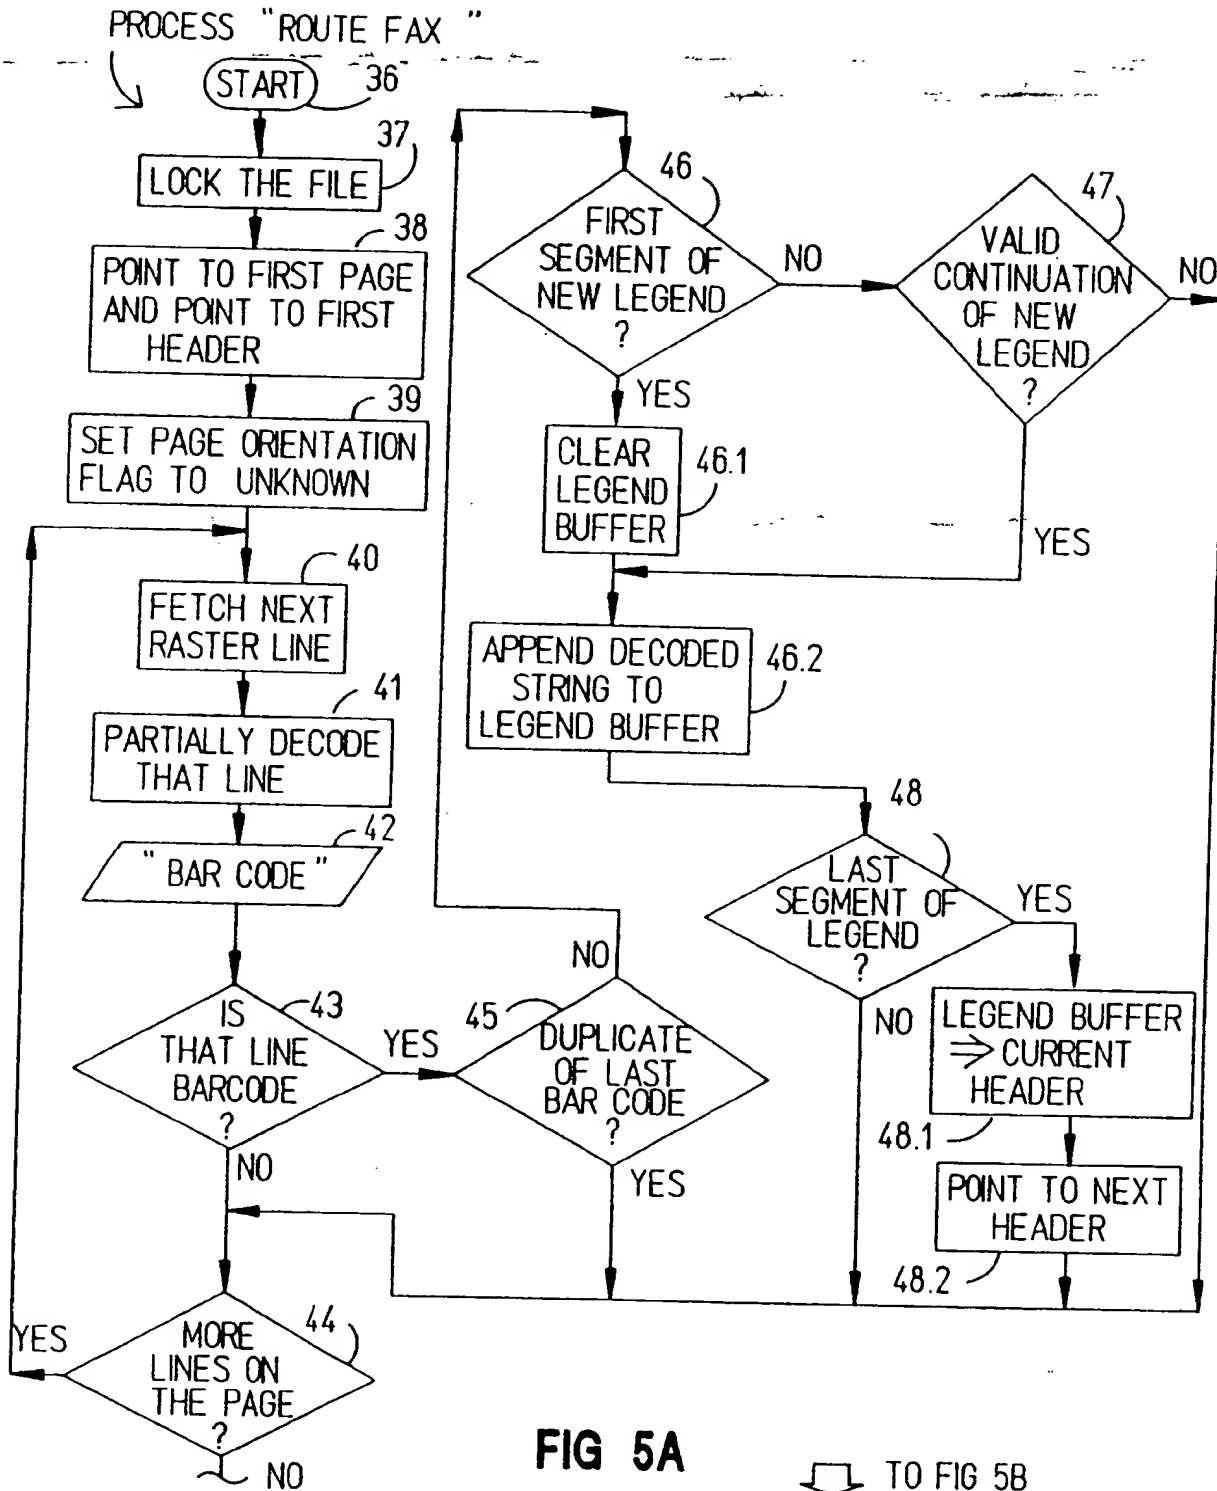 PROCESS "ROUTE FAX "
START
36
37
LOCK THE FILE
38
POINT TO FIRST PAGE
AND POINT TO FIRST
HEADER
39
SET PAGE ORIENTATION
FLAG TO UNKNOWN
40
FETCH NEXT
RASTER LINE
41
PARTIALLY DECODE
THAT LINE
42
"BAR CODE"
43
IS
THAT LINE
BARCODE
?
YES
NO
44
MORE
LINES ON
THE PAGE
?
YES
NO
45
DUPLICATE
OF LAST
BAR CODE
?
NO
YES
46
FIRST
SEGMENT OF
NEW LEGEND
?
NO
YES
47
VALID
CONTINUATION
OF NEW
LEGEND
?
NO
YES
CLEAR
LEGEND
BUFFER
46.1
APPEND DECODED
STRING TO
LEGEND BUFFER
46.2
48
LAST
SEGMENT OF
LEGEND
?
YES
NO
LEGEND BUFFER
⇒ CURRENT
HEADER
48.1
POINT TO NEXT
HEADER
48.2
FIG 5A
TO FIG 5B